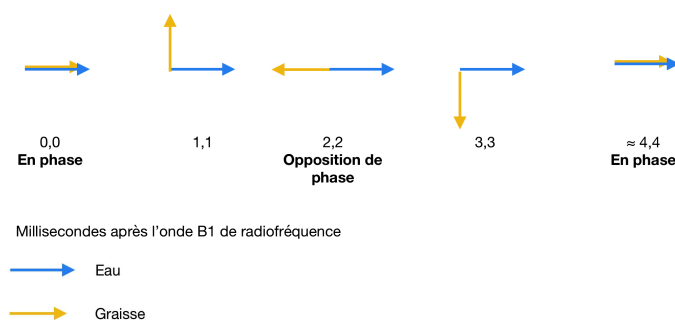 0,0 1,1 2,2 3,3 ≈ 4,4
En phase Opposition de En phase
phase
Millisecondes après l’onde B1 de radiofréquence
Eau
Graisse